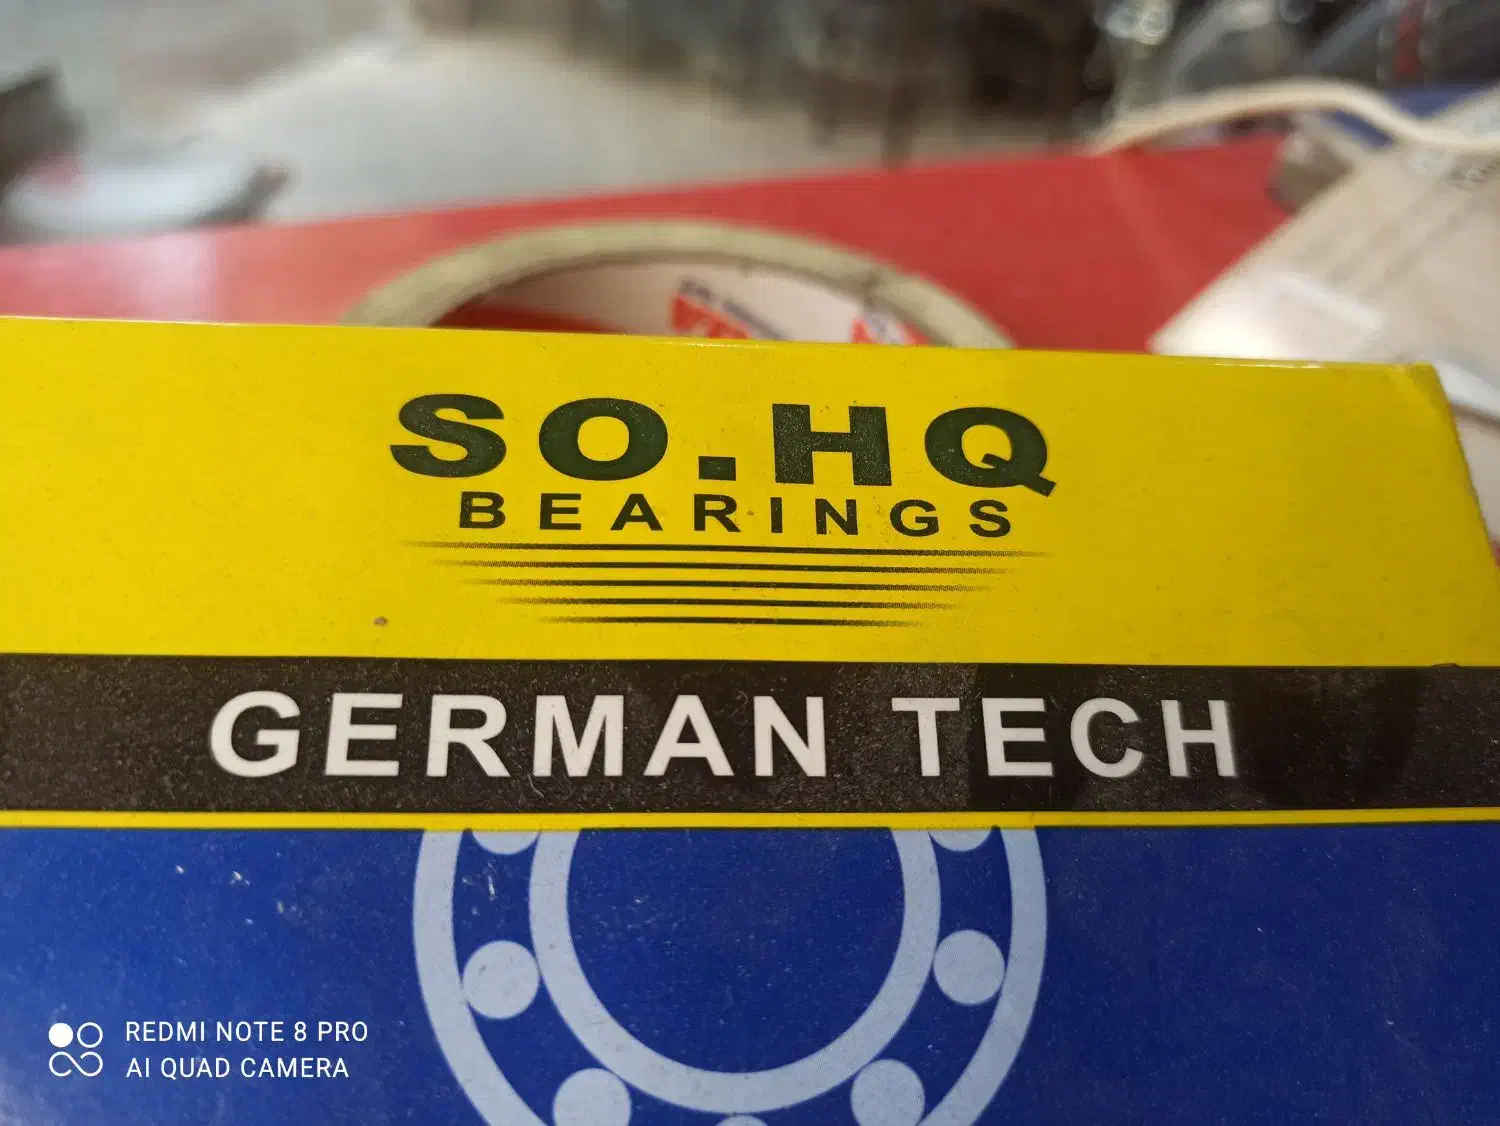 SO.HQ
BEARINGS
GERMAN TECH
REDMI NOTE 8 PRO
AI QUAD CAMERA